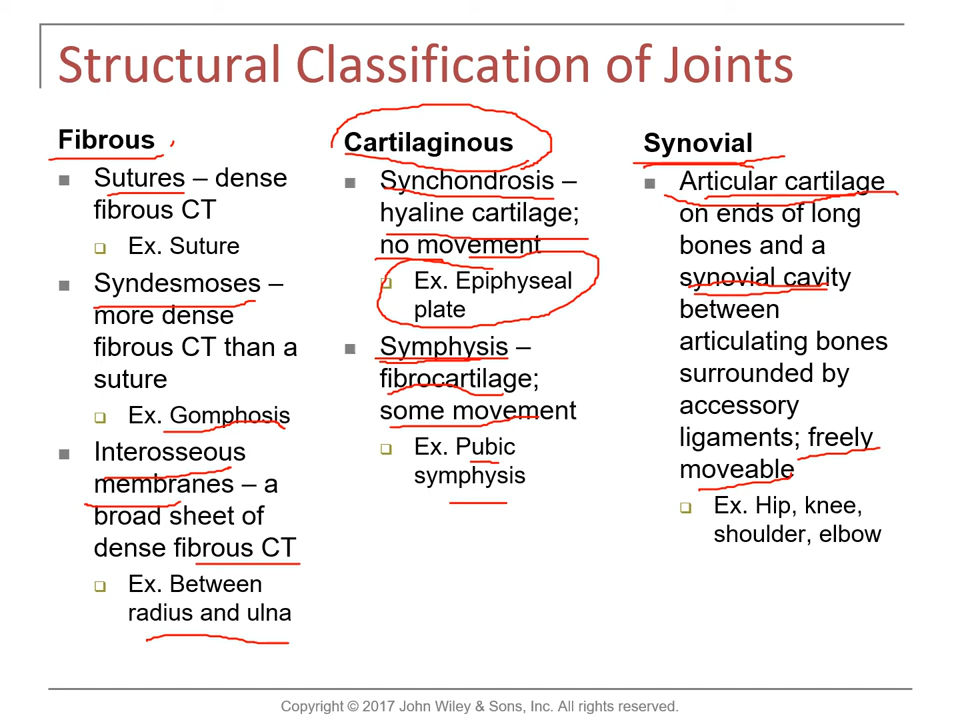 Structural Classification of Joints
Fibrous
Sutures – dense
fibrous CT
Ex. Suture
Syndesmoses –
more dense
fibrous CT than a
suture
Ex. Gomphosis
Interosseous
membranes – a
broad sheet of
dense fibrous CT
Ex. Between
radius and ulna
Cartilaginous
Synchondrosis –
hyaline cartilage;
no movement
Ex. Epiphyseal
plate
Symphysis –
fibrocartilage;
some movement
Ex. Pubic
symphysis
Synovial
Articular cartilage
on ends of long
bones and a
synovial cavity
between
articulating bones
surrounded by
accessory
ligaments; freely
moveable
Ex. Hip, knee,
shoulder, elbow
Copyright © 2017 John Wiley & Sons, Inc. All rights reserved.